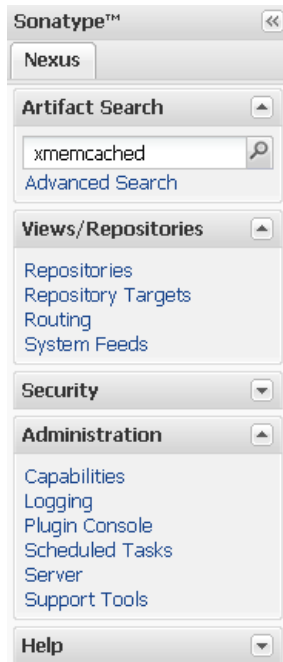 Sonatype™
Nexus
Artifact Search
xmemcached
Advanced Search
Views/Repositories
Repositories
Repository Targets
Routing
System Feeds
Security
Administration
Capabilities
Logging
Plugin Console
Scheduled Tasks
Server
Support Tools
Help